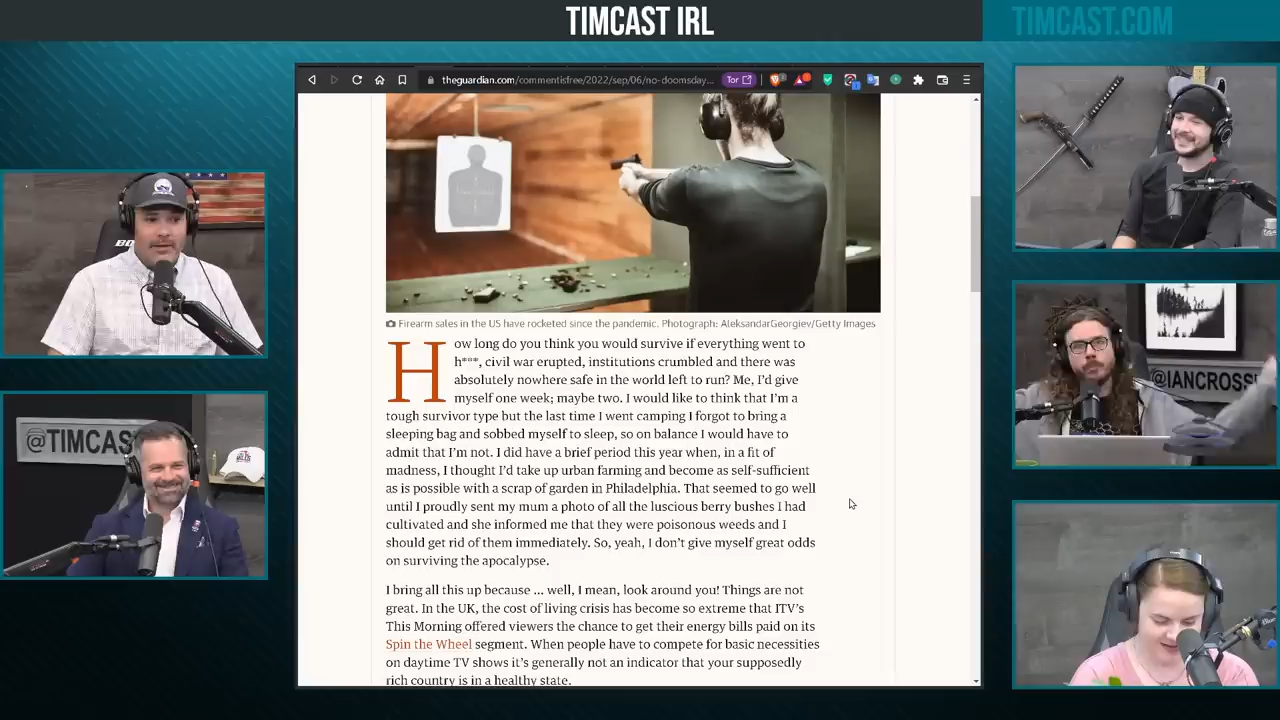 TIMCAST IRL
TIMCAST.COM
theguardian.com/commentisfree/2022/sep/06/no-doomsday...
Tor
Firearm sales in the US have rocketed since the pandemic. Photograph: AleksandarGeorgiev/Getty Images
How long do you think you would survive if everything went to
h***, civil war erupted, institutions crumbled and there was
absolutely nowhere safe in the world left to run? Me, I'd give
myself one week; maybe two. I would like to think that I'm a
tough survivor type but the last time I went camping I forgot to bring a
sleeping bag and sobbed myself to sleep, so on balance I would have to
admit that I'm not. I did have a brief period this year when, in a fit of
madness, I thought I'd take up urban farming and become as self-sufficient
as is possible with a scrap of garden in Philadelphia. That seemed to go well
until I proudly sent my mum a photo of all the luscious berry bushes I had
cultivated and she informed me that they were poisonous weeds and I
should get rid of them immediately. So, yeah, I don't give myself great odds
on surviving the apocalypse.
I bring all this up because ... well, I mean, look around you! Things are not
great. In the UK, the cost of living crisis has become so extreme that ITV's
This Morning offered viewers the chance to get their energy bills paid on its
Spin the Wheel segment. When people have to compete for basic necessities
on daytime TV shows it's generally not an indicator that your supposedly
rich country is in a healthy state.
BO
@TIMCAS
@IANCROSS